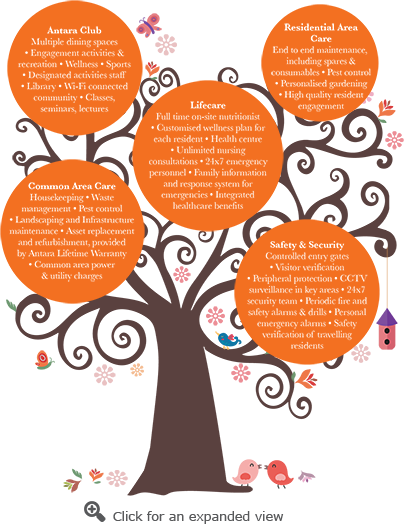 Antara Club
Multiple dining spaces
• Engagement activities &
recreation • Wellness • Sports
• Designated activities staff
• Library • Wi-Fi connected
community • Classes,
seminars, lectures
Residential Area
Care
End to end maintenance,
including spares &
consumables • Pest control
• Personalised gardening
• High quality resident
engagement
Lifecare
Full time on-site nutritionist
• Customised wellness plan for
each resident • Health centre
• Unlimited nursing
consultations • 24x7 emergency
personnel • Family information
and response system for
emergencies • Integrated
healthcare benefits
Common Area Care
Housekeeping • Waste
management • Pest control
• Landscaping and Infrastructure
maintenance • Asset replacement
and refurbishment, provided
by Antara Lifetime Warranty
• Common area power
& utility charges
Safety & Security
Controlled entry gates
• Visitor verification
• Peripheral protection • CCTV
surveillance in key areas • 24x7
security team • Periodic fire and
safety alarms & drills • Personal
emergency alarms • Safety
verification of travelling
residents
Click for an expanded view